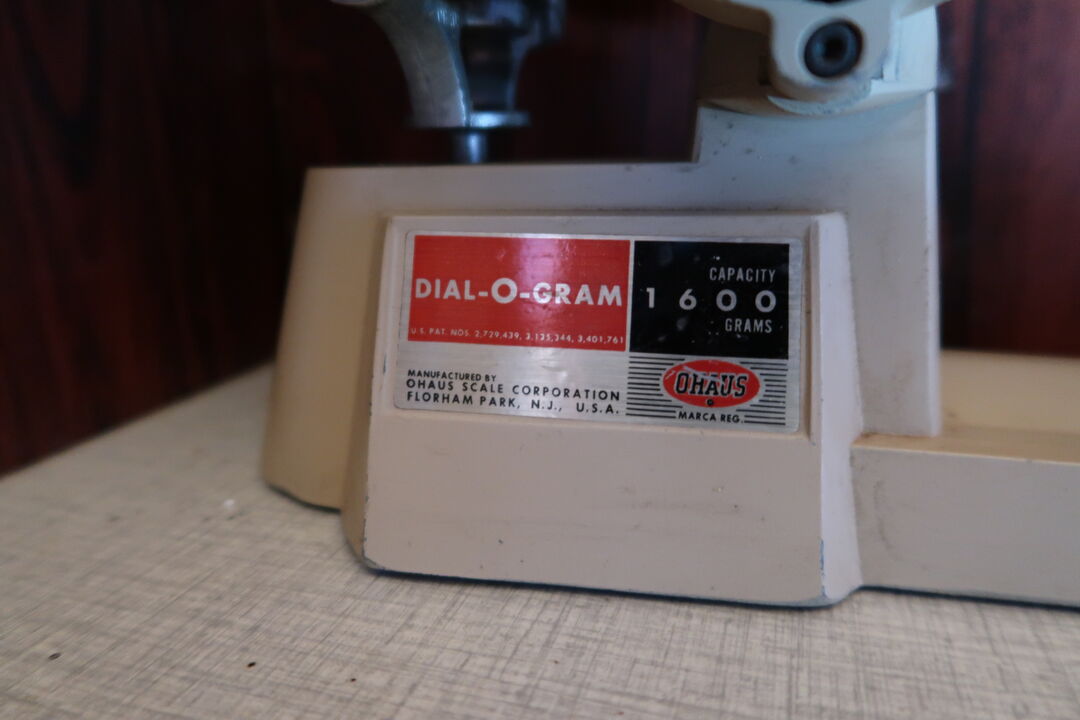 DIAL-O-GRAM
U.S. PAT. NOS. 2,729,439, 3,135,344, 3,401,761
CAPACITY
1600
GRAMS
MANUFACTURED BY
OHAUS SCALE CORPORATION
FLORHAM PARK, N.J., U.S.A.
OHAUS
MARCA REG.